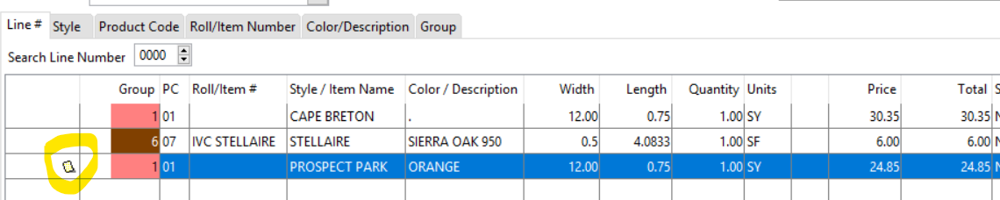 Line # Style Product Code Roll/Item Number Color/Description Group
Search Line Number 0000
Group PC Roll/Item # Style / Item Name Color / Description Width Length Quantity Units Price Total S
1 01 CAPE BRETON . 12.00 0.75 1.00 SY 30.35 30.35 N
6 07 IVC STELLAIRE STELLAIRE SIERRA OAK 950 0.5 4.0833 1.00 SF 6.00 6.00 N
1 01 PROSPECT PARK ORANGE 12.00 0.75 1.00 SY 24.85 24.85 N